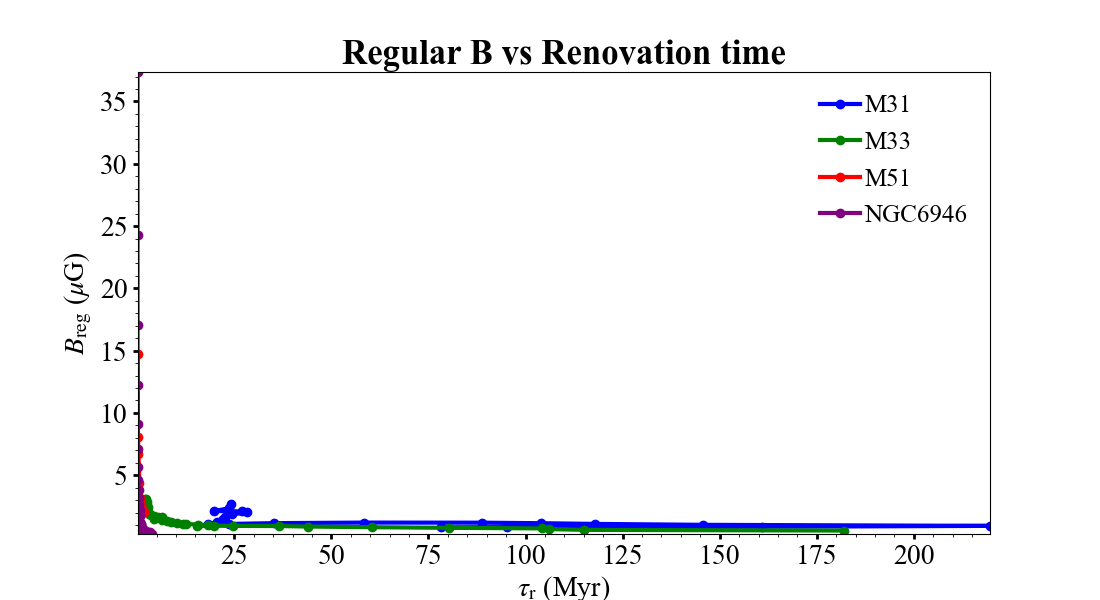 Regular B vs Renovation time
35
30
25
20
15
10
5
B_reg (μG)
M31
M33
M51
NGC6946
25 50 75 100 125 150 175 200
τ_r (Myr)